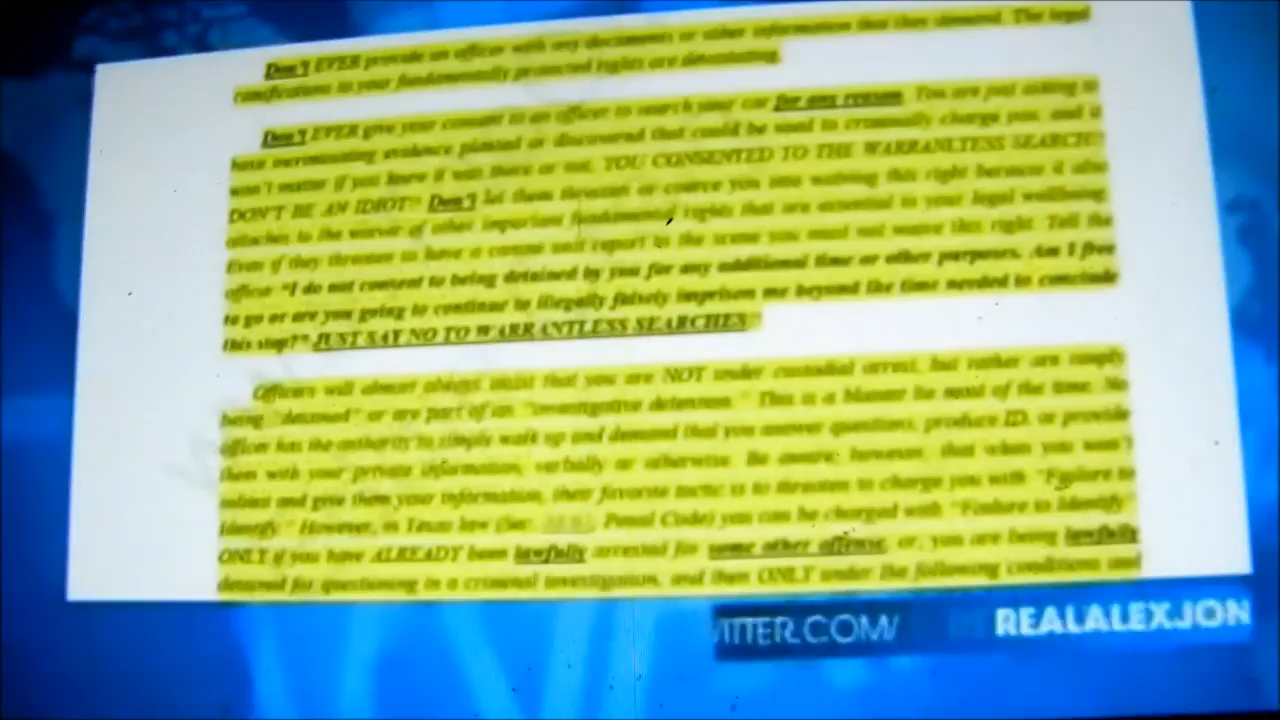 Don't EVER provide an officer with any documents or other information that they demand. The legal
ramifications to your fundamentally protected rights are devastating.
Don't EVER give your consent to an officer to search your car for any reason. You are just asking to
have overwhelming evidence planted or discovered that could be used to criminally charge you, and it
won't matter if you knew it was there or not, YOU CONSENTED TO THE WARRANTLESS SEARCH!
DON'T BE AN IDIOT! Don't let them threaten or coerce you into waiving this right because it also
attaches to the waiver of other important fundamental rights that are essential to your legal wellbeing.
Even if they threaten to have a canine unit report to the scene you must not waive this right. Tell the
officer "I do not consent to being detained by you for any additional time or other purposes. Am I free
to go or are you going to continue to illegally falsely imprison me beyond the time needed to conclude
this stop?" JUST SAY NO TO WARRANTLESS SEARCHES
Officers will almost always insist that you are NOT under custodial arrest, but rather are simply
being "detained" or are part of an "investigative detention." This is a blatant lie most of the time. No
officer has the authority to simply walk up and demand that you answer questions, produce ID, or provide
them with your private information, verbally or otherwise. Be aware, however, that when you won't
submit and give them your information, their favorite tactic is to threaten to charge you with "Failure to
Identify." However, in Texas law (Sec. Penal Code) you can be charged with "Failure to Identify"
ONLY if you have ALREADY been lawfully arrested for some other offense, or, you are being lawfully
detained for questioning in a criminal investigation, and then ONLY under the following conditions and
ITTER.COM/ REALALEXJON